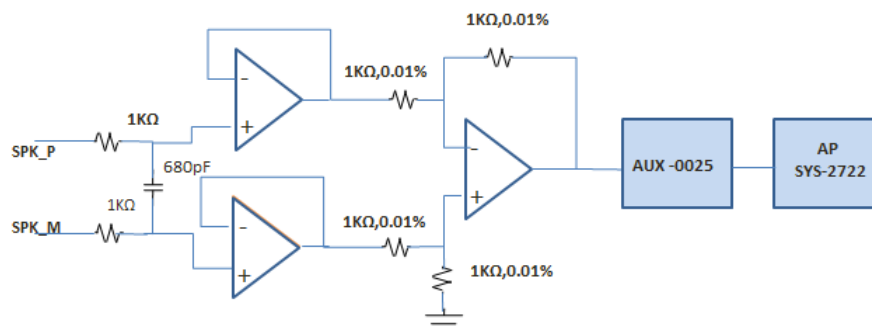 1KΩ,0.01%
1KΩ,0.01%
-
+
1KΩ
SPK_P
680pF
-
+
AUX -0025
AP
SYS-2722
1KΩ
SPK_M
1KΩ,0.01%
-
+
1KΩ,0.01%